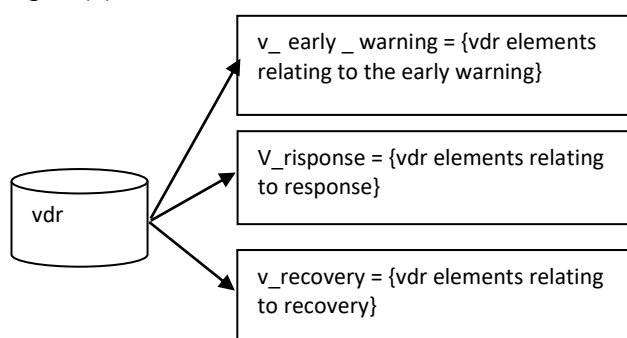 v_ early _ warning = {vdr elements
relating to the early warning}
V_risponse = {vdr elements relating
to response}
vdr
v_recovery = {vdr elements relating
to recovery}